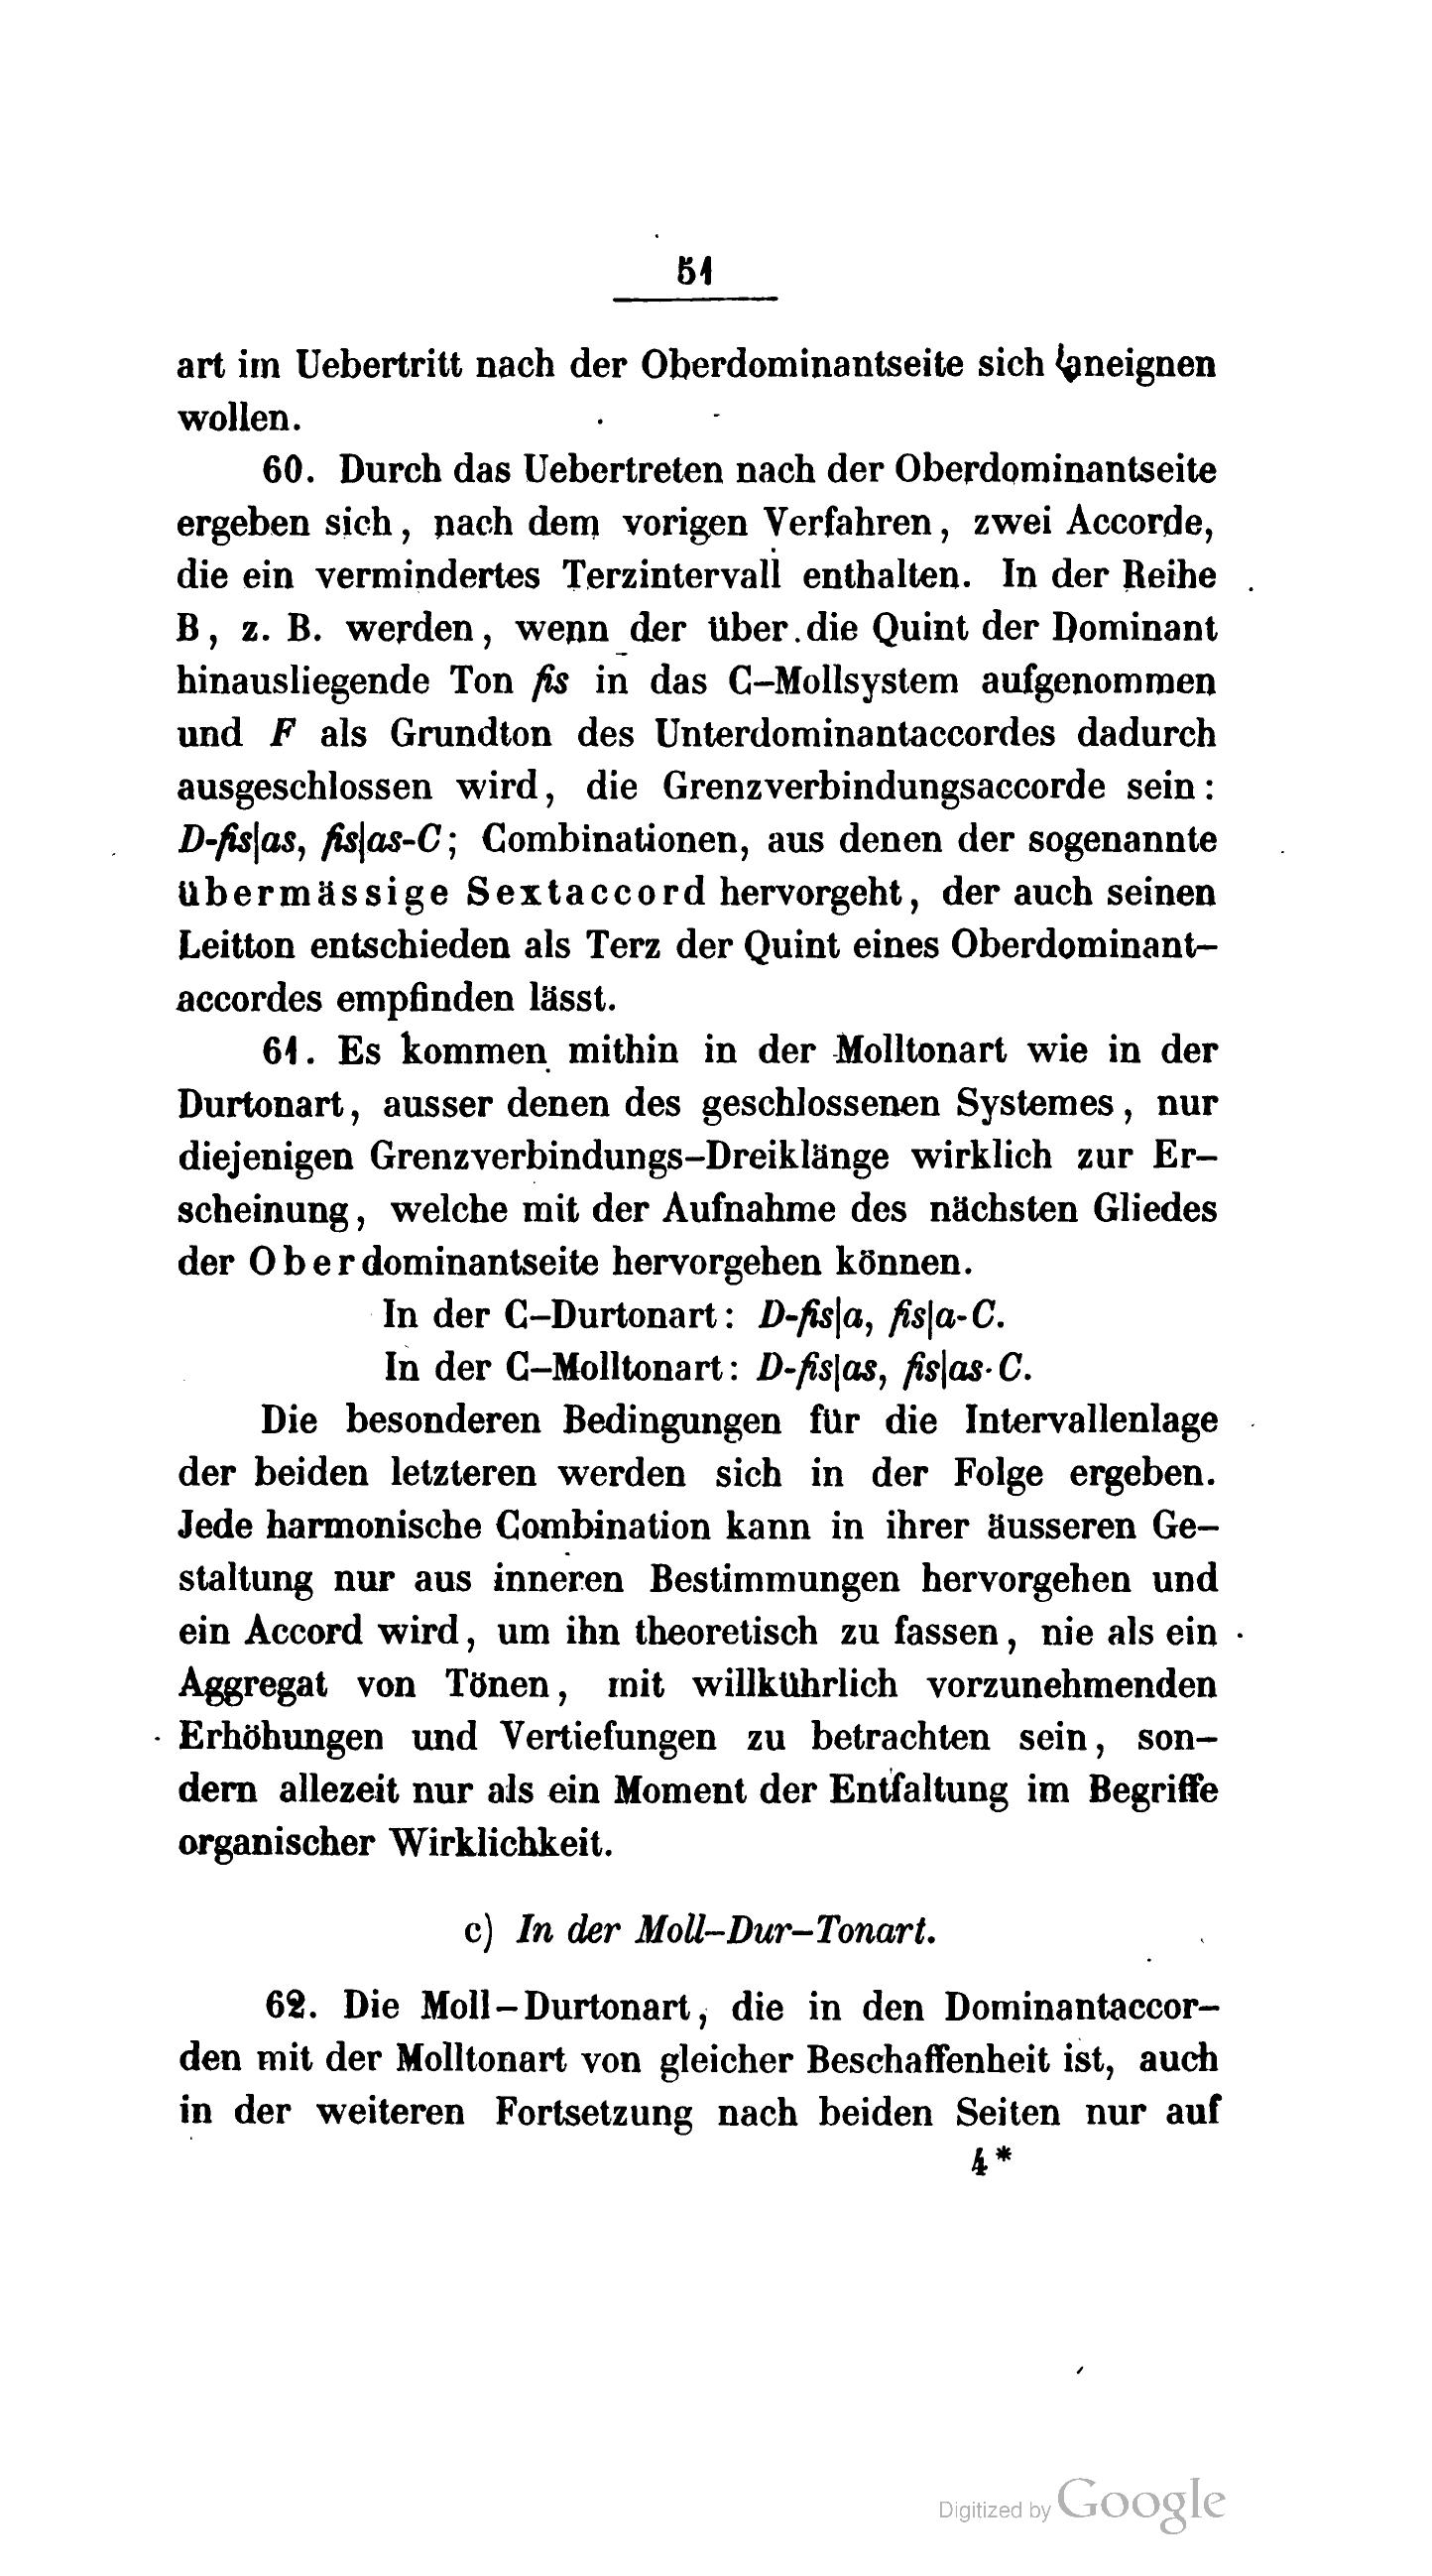 51
art im Uebertritt nach der Oberdominantseite sich aneignen
wollen.
60. Durch das Uebertreten nach der Oberdominantseite
ergeben sich, nach dem vorigen Verfahren, zwei Accorde,
die ein vermindertes Terzintervall enthalten. In der Reihe
B, z. B. werden, wenn der über die Quint der Dominant
hinausliegende Ton fis in das C-Mollsystem aufgenommen
und F als Grundton des Unterdominantaccordes dadurch
ausgeschlossen wird, die Grenzverbindungsaccorde sein:
D-fis|as, fis|as-C; Combinationen, aus denen der sogenannte
übermässige Sextaccord hervorgeht, der auch seinen
Leitton entschieden als Terz der Quint eines Oberdominant-
accordes empfinden lässt.
61. Es kommen mithin in der Molltonart wie in der
Durtonart, ausser denen des geschlossenen Systemes, nur
diejenigen Grenzverbindungs-Dreiklänge wirklich zur Er-
scheinung, welche mit der Aufnahme des nächsten Gliedes
der Oberdominantseite hervorgehen können.
In der C-Durtonart: D-fis|a, fis|a-C.
In der C-Molltonart: D-fis|as, fis|as-C.
Die besonderen Bedingungen für die Intervallenlage
der beiden letzteren werden sich in der Folge ergeben.
Jede harmonische Combination kann in ihrer äusseren Ge-
staltung nur aus inneren Bestimmungen hervorgehen und
ein Accord wird, um ihn theoretisch zu fassen, nie als ein
Aggregat von Tönen, mit willkührlich vorzunehmenden
Erhöhungen und Vertiefungen zu betrachten sein, son-
dern allezeit nur als ein Moment der Entfaltung im Begriffe
organischer Wirklichkeit.
c) In der Moll-Dur-Tonart.
62. Die Moll-Durtonart, die in den Dominantaccor-
den mit der Molltonart von gleicher Beschaffenheit ist, auch
in der weiteren Fortsetzung nach beiden Seiten nur auf
4*
Digitized by Google